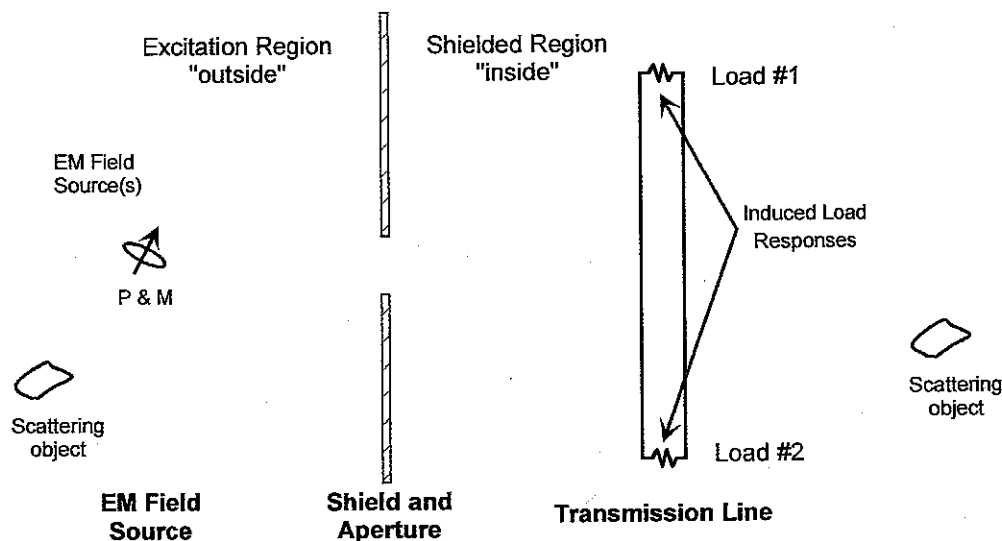 Excitation Region
"outside"
Shielded Region
"inside"
Load #1
EM Field
Source(s)
P & M
Induced Load
Responses
Scattering
object
Scattering
object
Load #2
EM Field
Source
Shield and
Aperture
Transmission Line